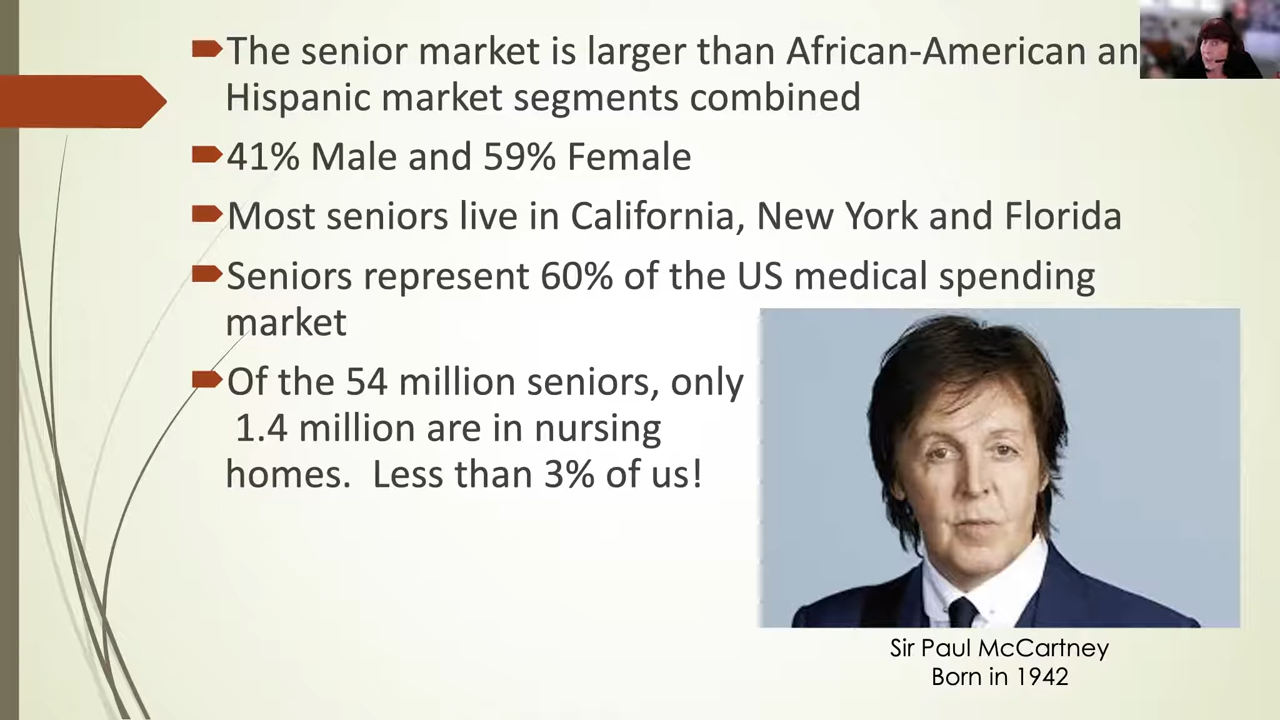 The senior market is larger than African-American an
Hispanic market segments combined
41% Male and 59% Female
Most seniors live in California, New York and Florida
Seniors represent 60% of the US medical spending
market
Of the 54 million seniors, only
1.4 million are in nursing
homes. Less than 3% of us!
Sir Paul McCartney
Born in 1942